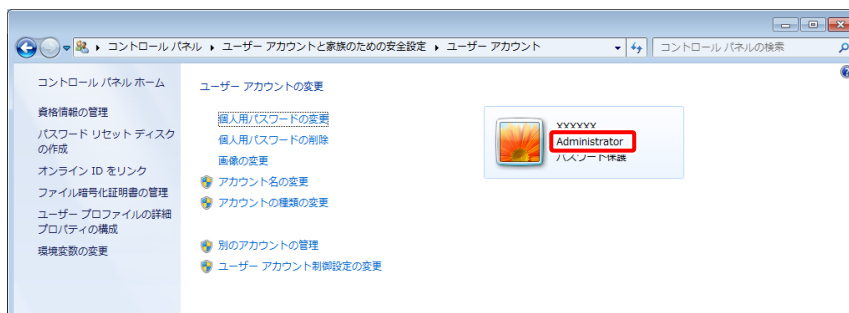 コントロール パネル ▸ ユーザー アカウントと家族のための安全設定 ▸ ユーザー アカウント
コントロール パネルの検索
コントロール パネル ホーム
資格情報の管理
パスワード リセット ディスク
の作成
オンライン ID をリンク
ファイル暗号化証明書の管理
ユーザー プロファイルの詳細
プロパティの構成
環境変数の変更
ユーザー アカウントの変更
個人用パスワードの変更
個人用パスワードの削除
画像の変更
アカウント名の変更
アカウントの種類の変更
別のアカウントの管理
ユーザー アカウント制御設定の変更
xxxxxx
Administrator
パスワード保護